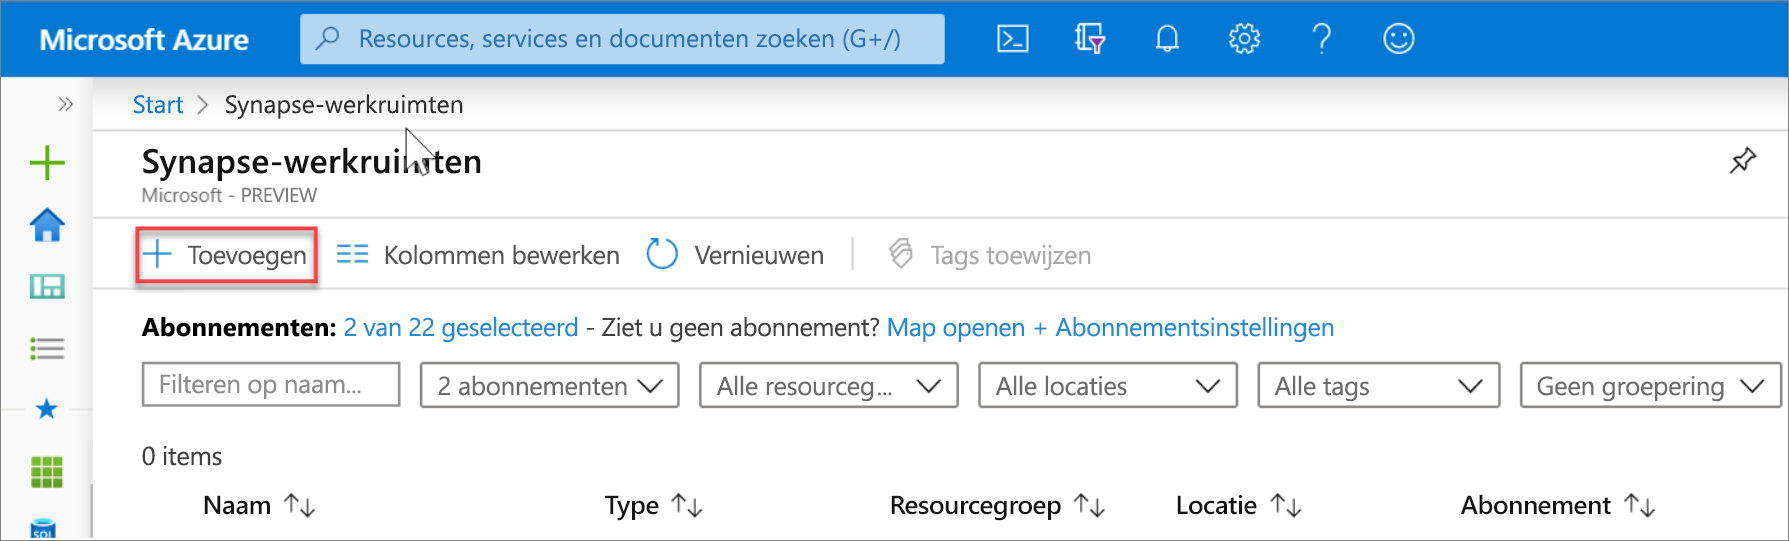 Microsoft Azure
Resources, services en documenten zoeken (G+/)
Start > Synapse-werkruimten
Synapse-werkruimten
Microsoft - PREVIEW
Toevoegen Kolommen bewerken Vernieuwen Tags toewijzen
Abonnementen: 2 van 22 geselecteerd - Ziet u geen abonnement? Map openen + Abonnementsinstellingen
Filteren op naam... 2 abonnementen Alle resourceg... Alle locaties Alle tags Geen groepering
0 items
Naam Type Resourcegroep Locatie Abonnement
SQL